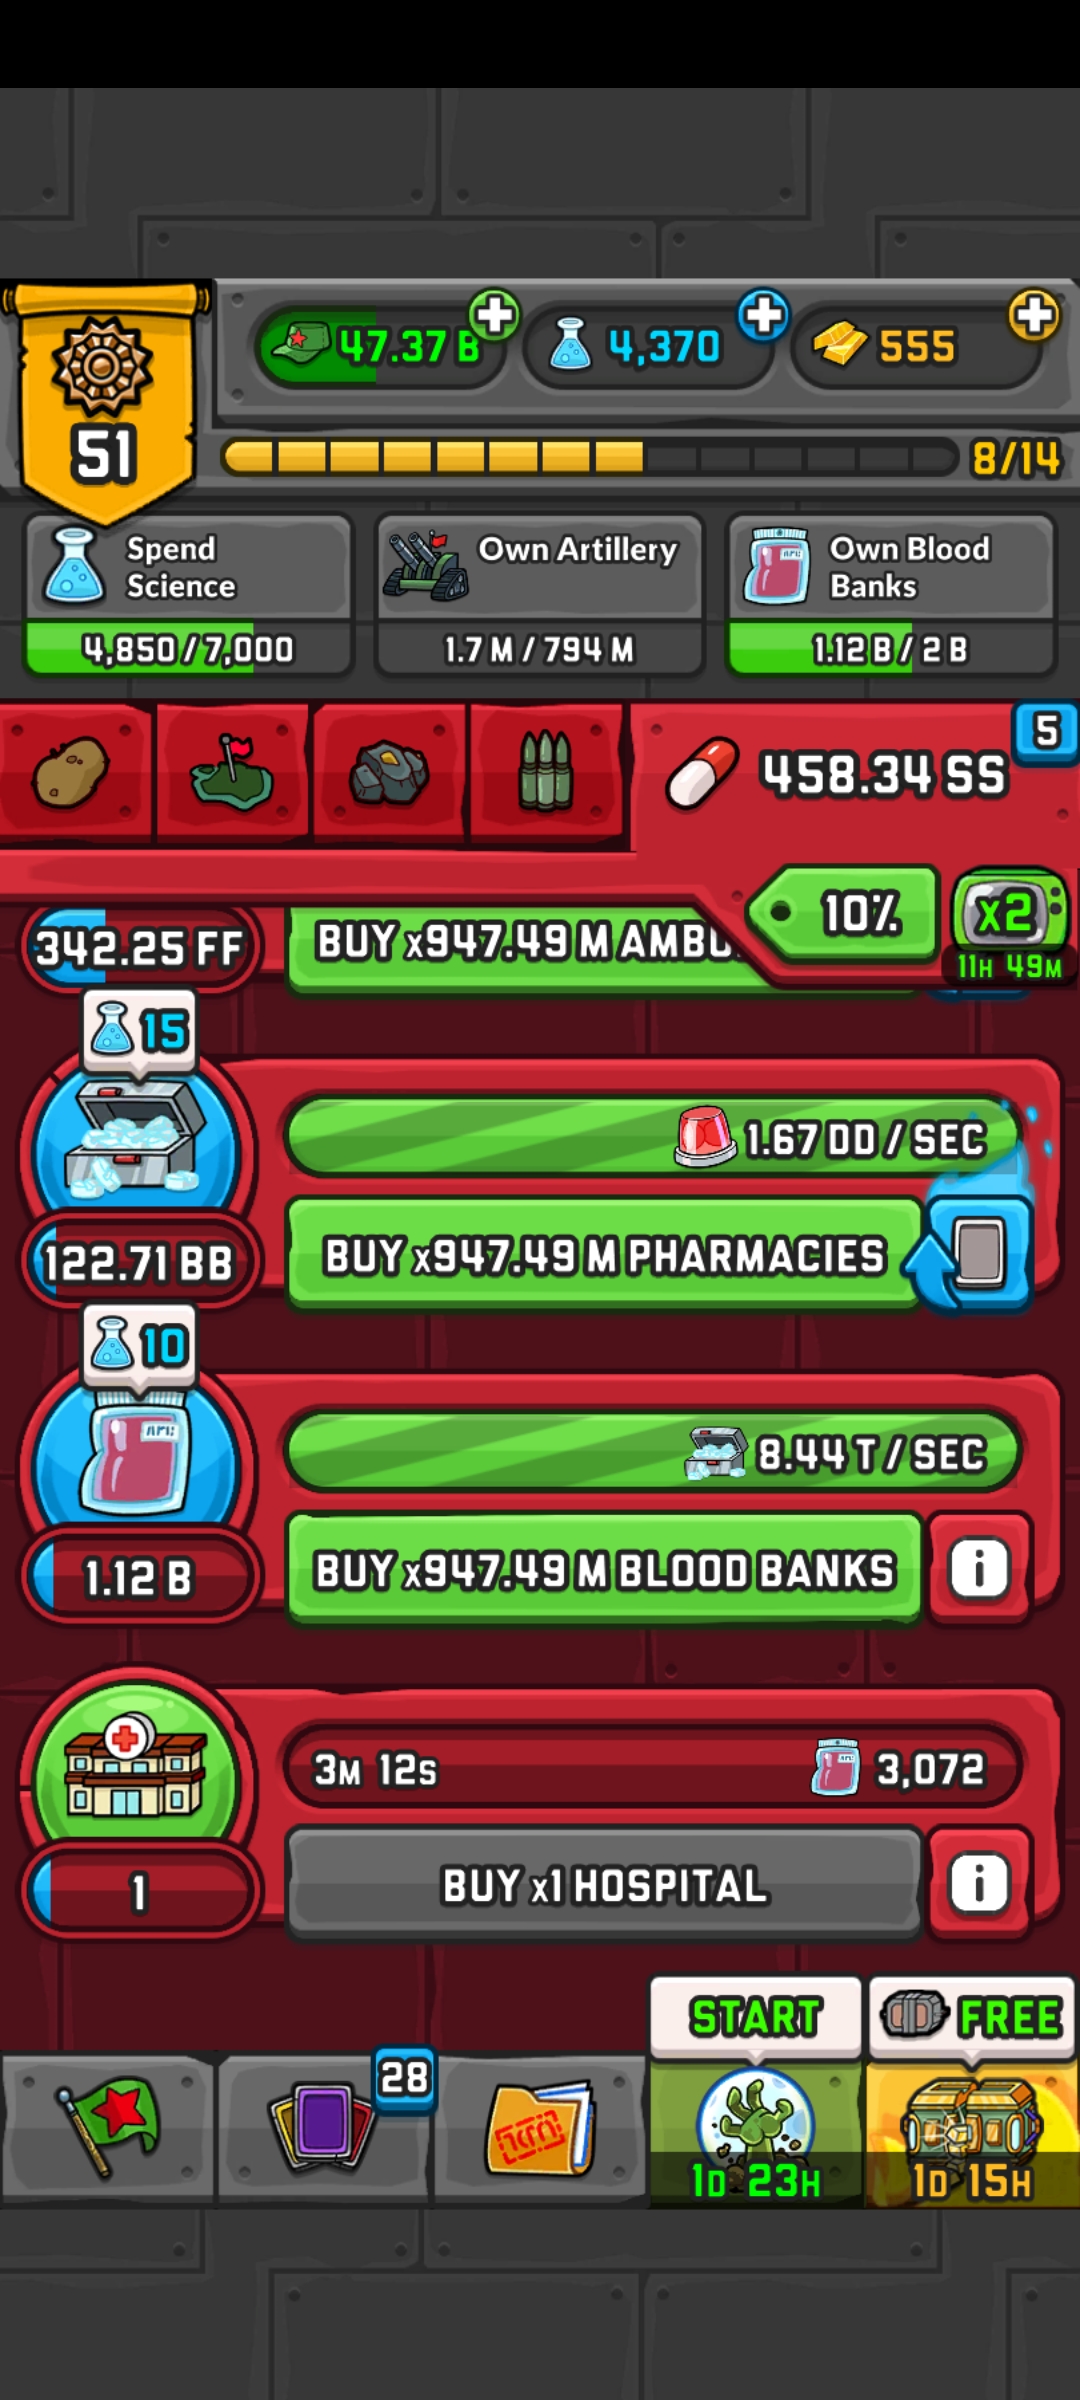 47.37 B
4,370
555
51
8/14
Spend
Science
Own Artillery
Own Blood
Banks
4,850/7,000
1.7 M / 794 M
1.12 B / 2 B
5
458.34 SS
10%
x2
11H 49M
342.25 FF
BUY x947.49 M AMBU
15
1.67 DD / SEC
122.71 BB
BUY x947.49 M PHARMACIES
10
8.44 T / SEC
1.12 B
BUY x947.49 M BLOOD BANKS
i
3M 12S
3,072
1
BUY x1 HOSPITAL
i
START
FREE
28
1D 23H
1D 15H